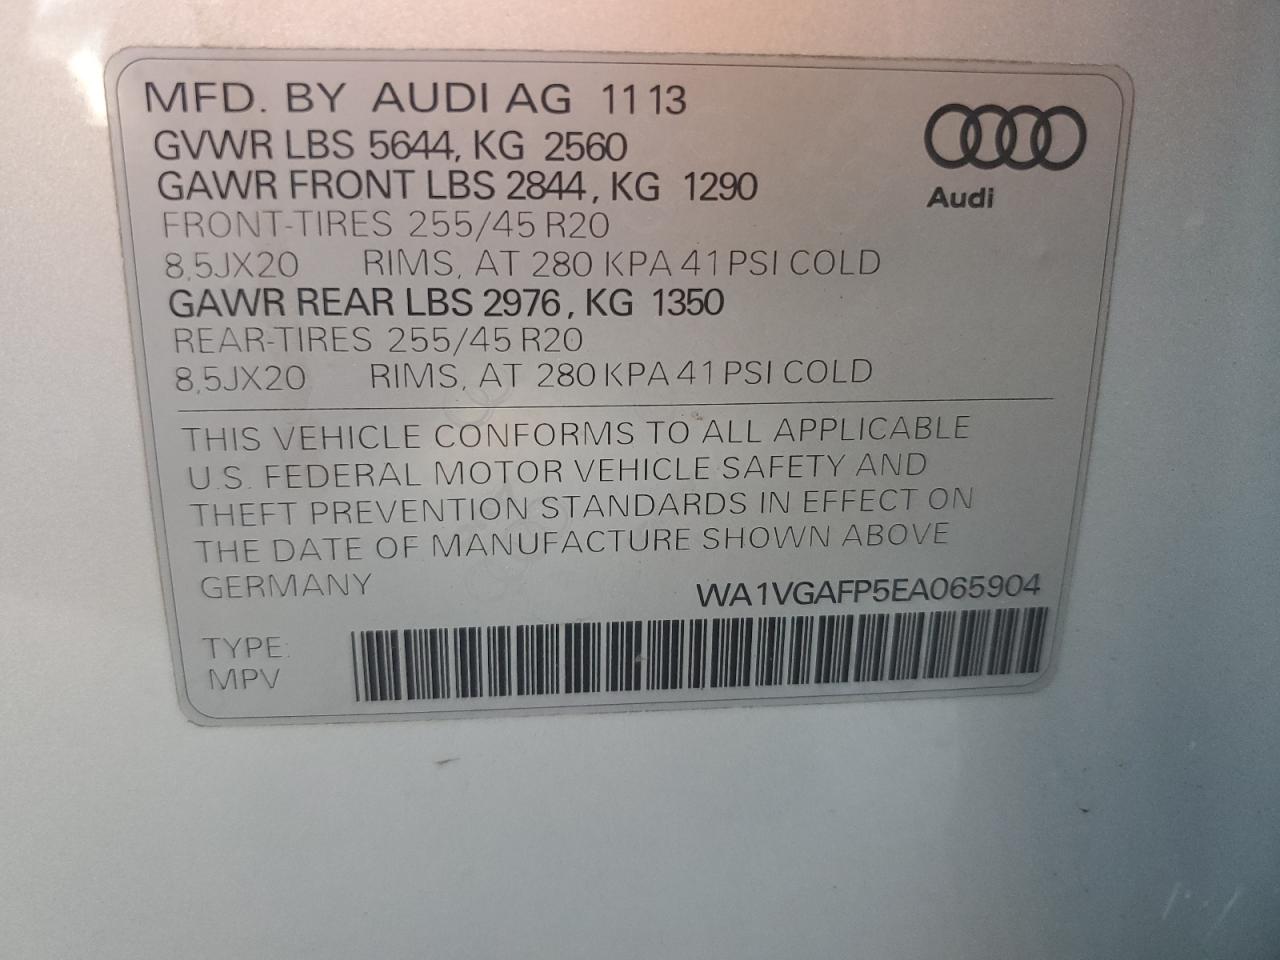 MFD. BY AUDI AG 11 13
GVWR LBS 5644, KG 2560
GAWR FRONT LBS 2844, KG 1290
Audi
FRONT-TIRES 255/45 R20
8,5JX20 RIMS, AT 280 KPA 41 PSI COLD
GAWR REAR LBS 2976, KG 1350
REAR-TIRES 255/45 R20
8,5JX20 RIMS, AT 280 KPA 41 PSI COLD
THIS VEHICLE CONFORMS TO ALL APPLICABLE
U.S. FEDERAL MOTOR VEHICLE SAFETY AND
THEFT PREVENTION STANDARDS IN EFFECT ON
THE DATE OF MANUFACTURE SHOWN ABOVE
GERMANY WA1VGAFP5EA065904
TYPE:
MPV